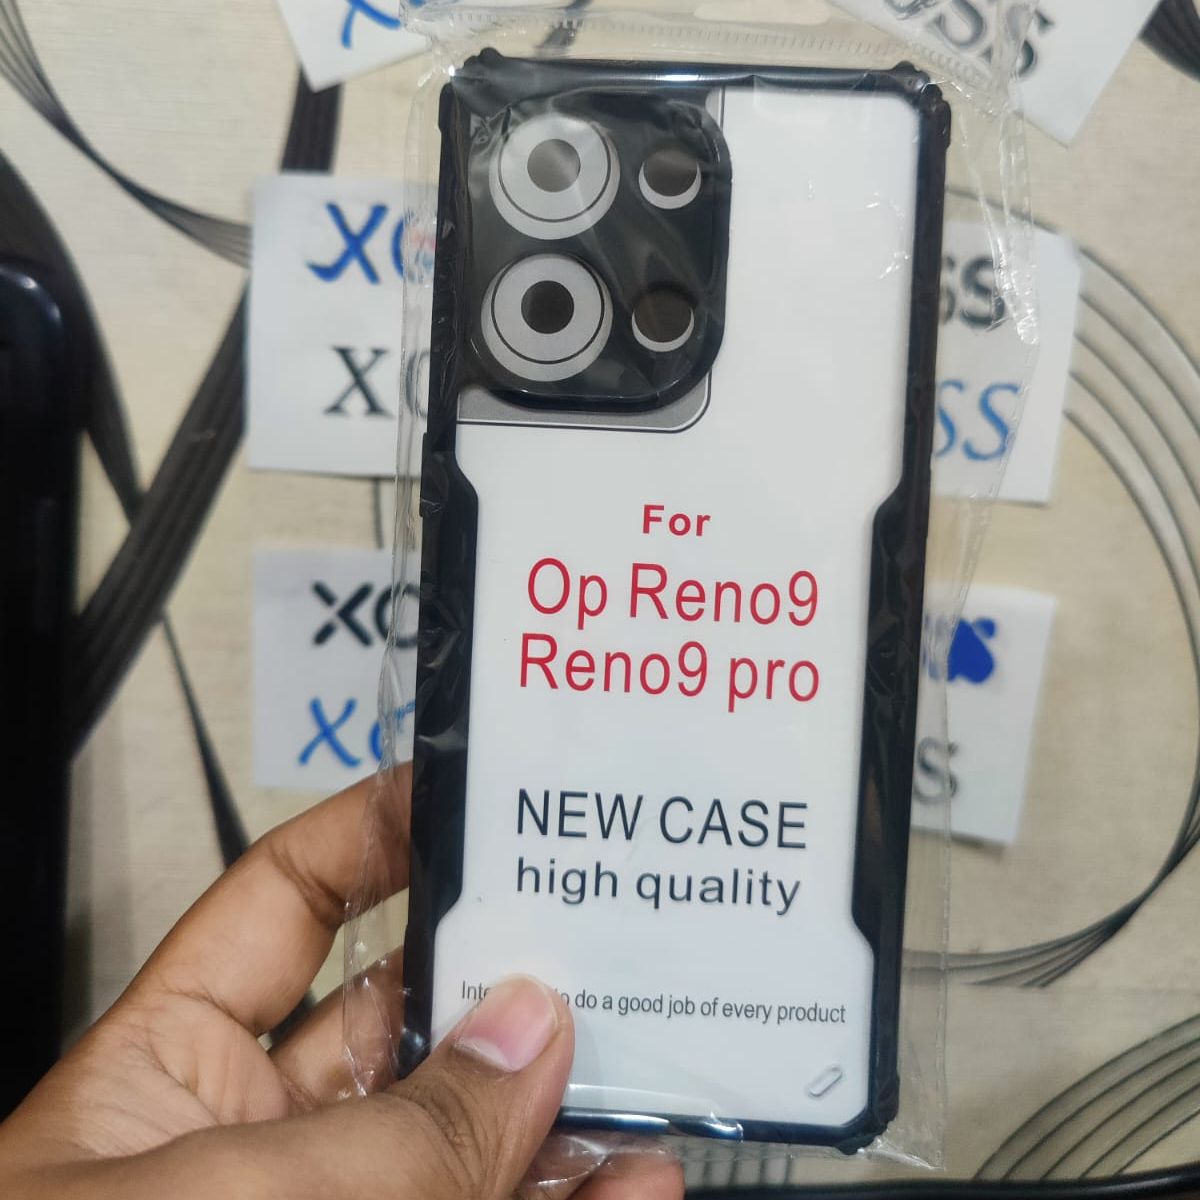 For
Op Reno9
Reno9 pro
NEW CASE
high quality
do a good job of every product